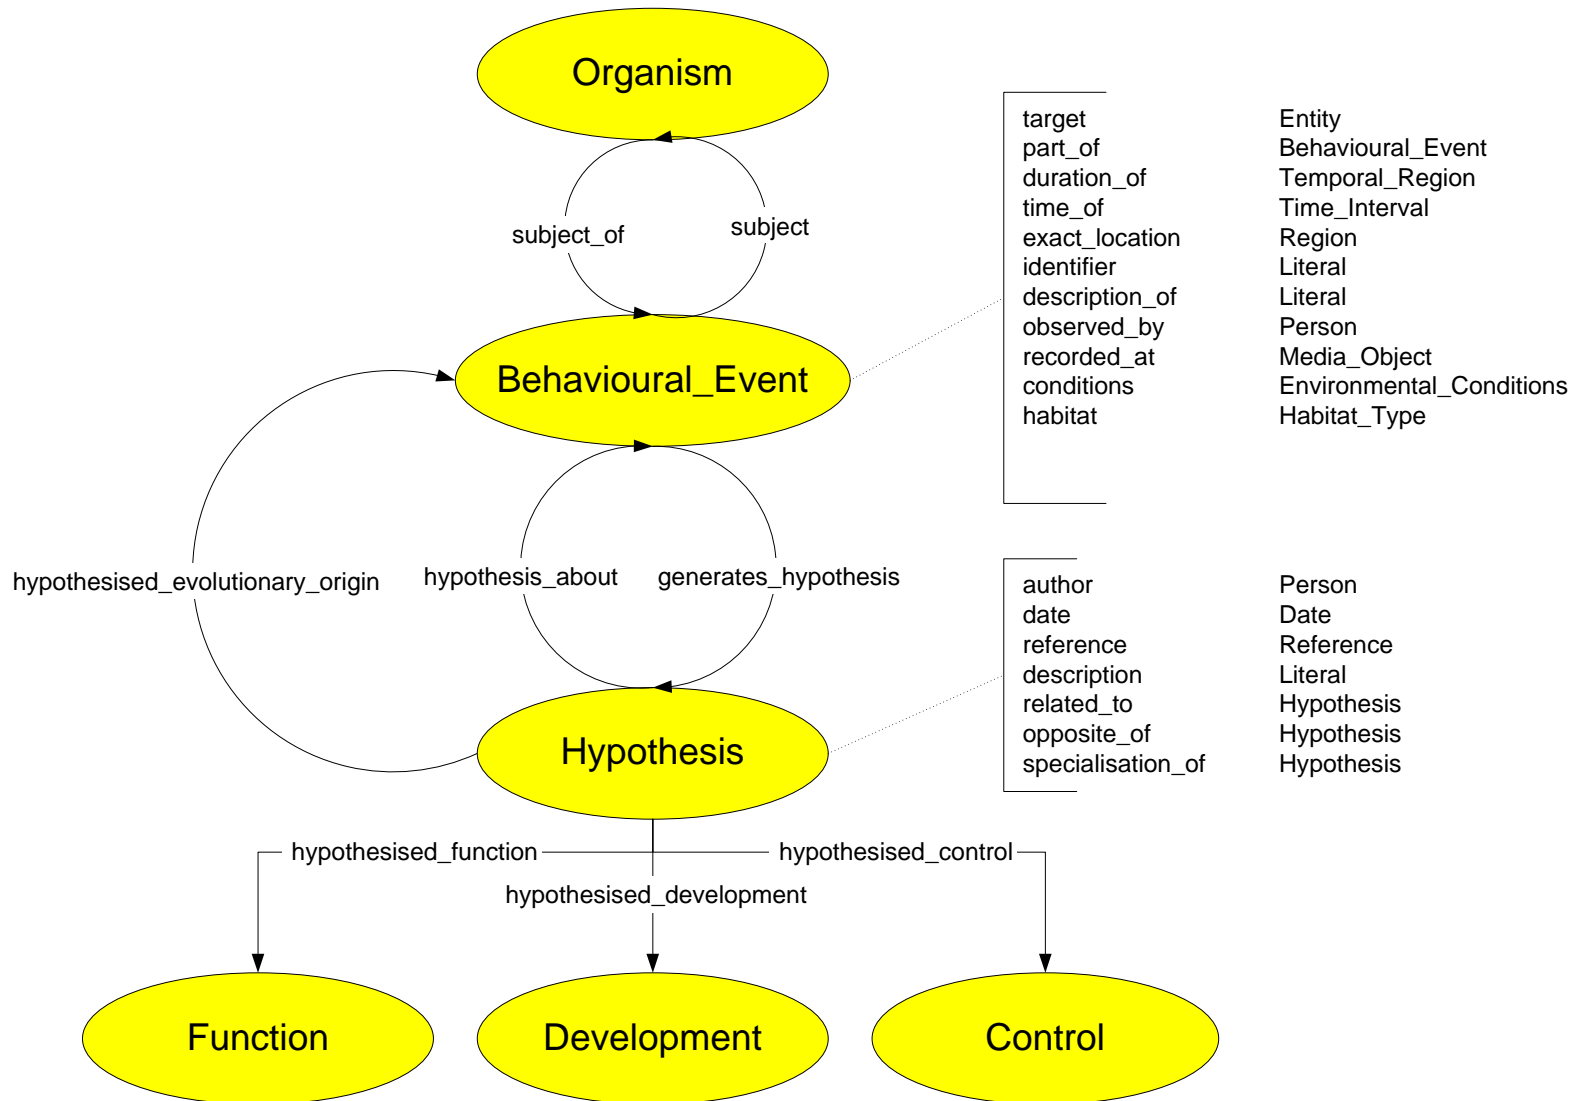 Organism
subject_of
subject
Behavioural_Event
target Entity
part_of Behavioural_Event
duration_of Temporal_Region
time_of Time_Interval
exact_location Region
identifier Literal
description_of Literal
observed_by Person
recorded_at Media_Object
conditions Environmental_Conditions
habitat Habitat_Type
hypothesised_evolutionary_origin
hypothesis_about
generates_hypothesis
author Person
date Date
reference Reference
description Literal
related_to Hypothesis
opposite_of Hypothesis
specialisation_of Hypothesis
Hypothesis
hypothesised_function
hypothesised_control
hypothesised_development
Function
Development
Control